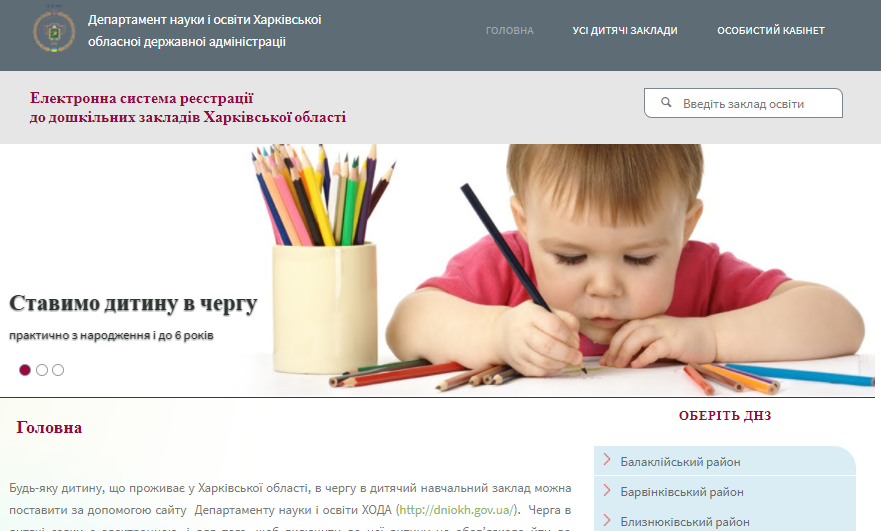 Департамент науки і освіти Харківської
обласної державної адміністрації
ГОЛОВНА
УСІ ДИТЯЧІ ЗАКЛАДИ
ОСОБИСТИЙ КАБІНЕТ
Електронна система реєстрації
до дошкільних закладів Харківської області
Введіть заклад освіти
Ставимо дитину в чергу
практично з народження і до 6 років
Головна
Будь-яку дитину, що проживає у Харківської області, в чергу в дитячий навчальний заклад можна
поставити за допомогою сайту Департаменту науки і освіти ХОДА (http://dniokh.gov.ua/). Черга в
ОБЕРІТЬ ДНЗ
Балаклійський район
Барвінківський район
Близнюківський район